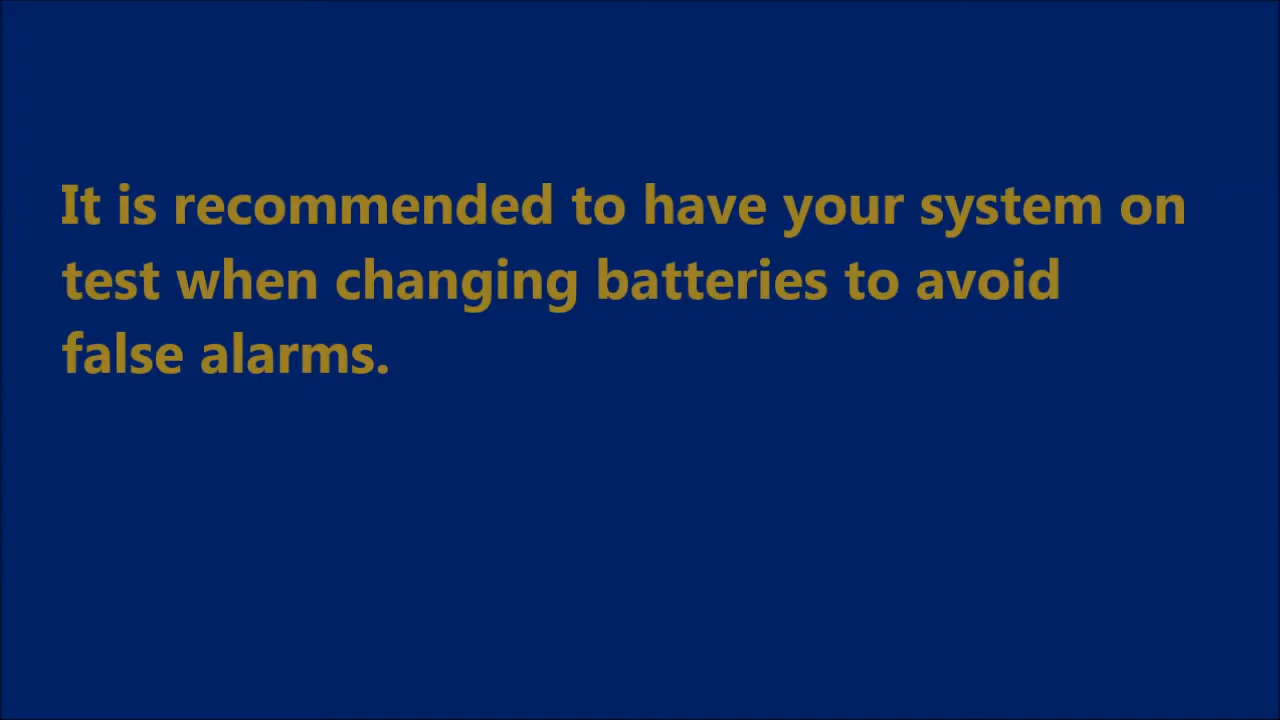 It is recommended to have your system on
test when changing batteries to avoid
false alarms.